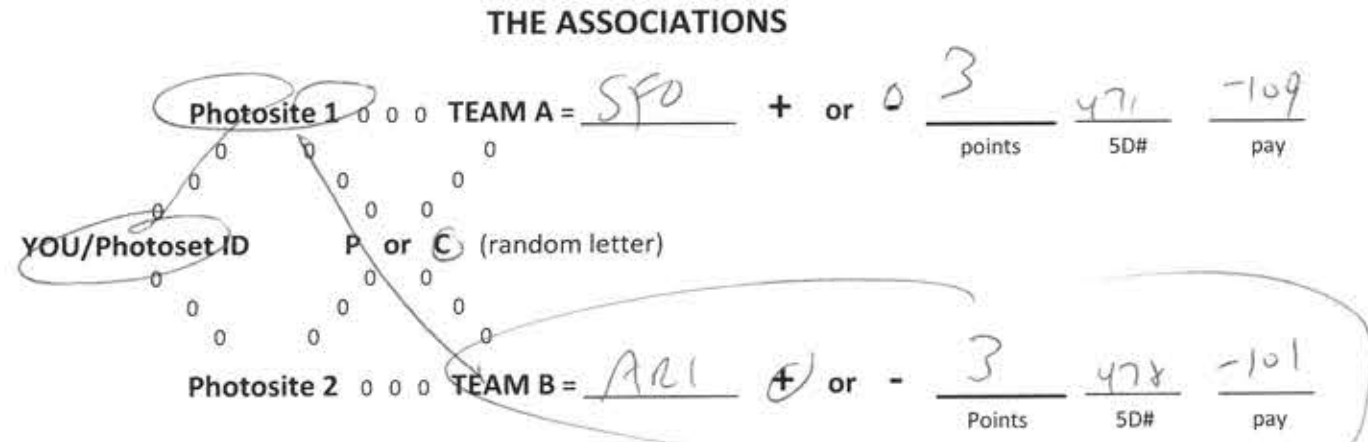 THE ASSOCIATIONS
Photosite 1 0 0 0 TEAM A = SFO + or - 3 471 -109
points 5D# pay
0 0 0
0 0 0
0 0 0
YOU/Photoset ID P or C (random letter)
0 0 0
0 0 0
0 0 0
Photosite 2 0 0 0 TEAM B = ARI + or - 3 478 -101
Points 5D# pay